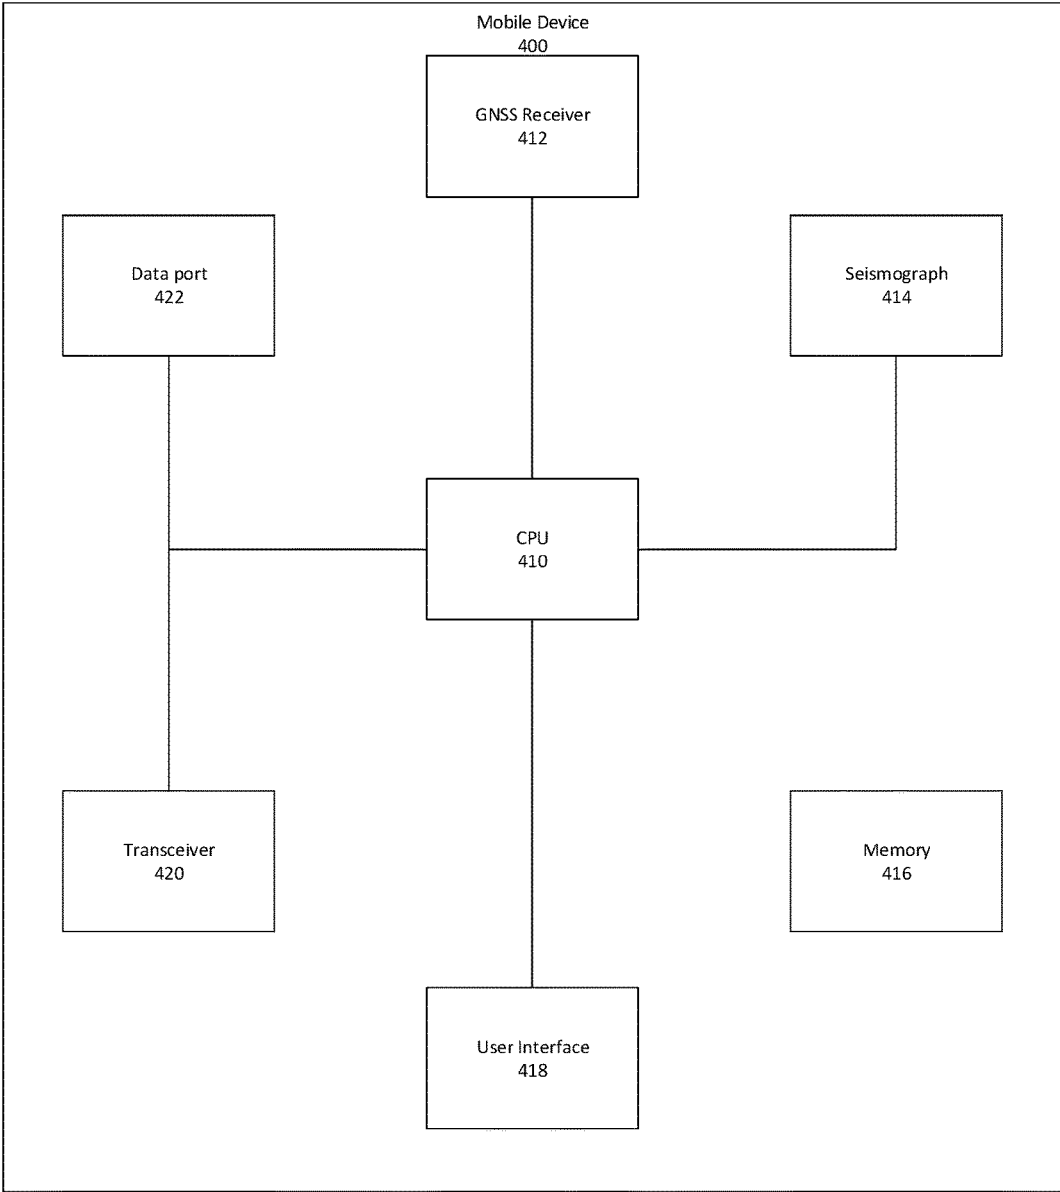 Mobile Device
400
GNSS Receiver
412
Data port
422
Seismograph
414
CPU
410
Transceiver
420
Memory
416
User Interface
418